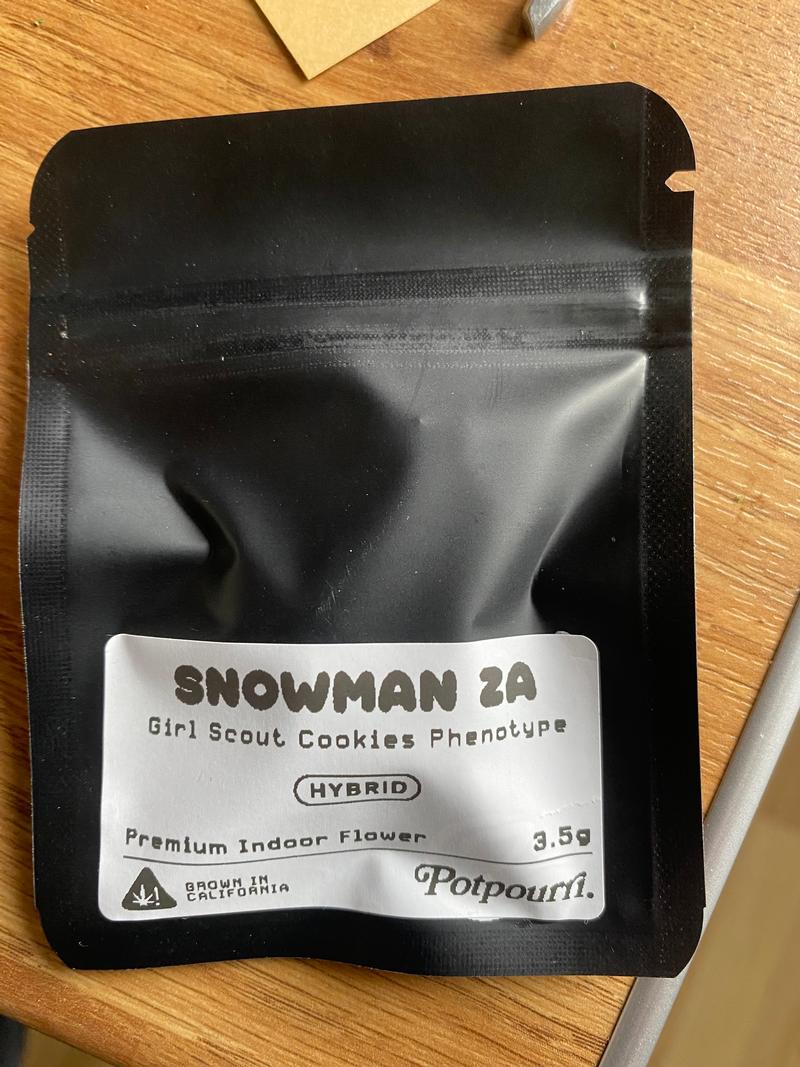 SNOWMAN ZA
Girl Scout Cookies Phenotype
HYBRID
Premium Indoor Flower 3.5g
!
GROWN IN
CALIFORNIA
Potpourri.